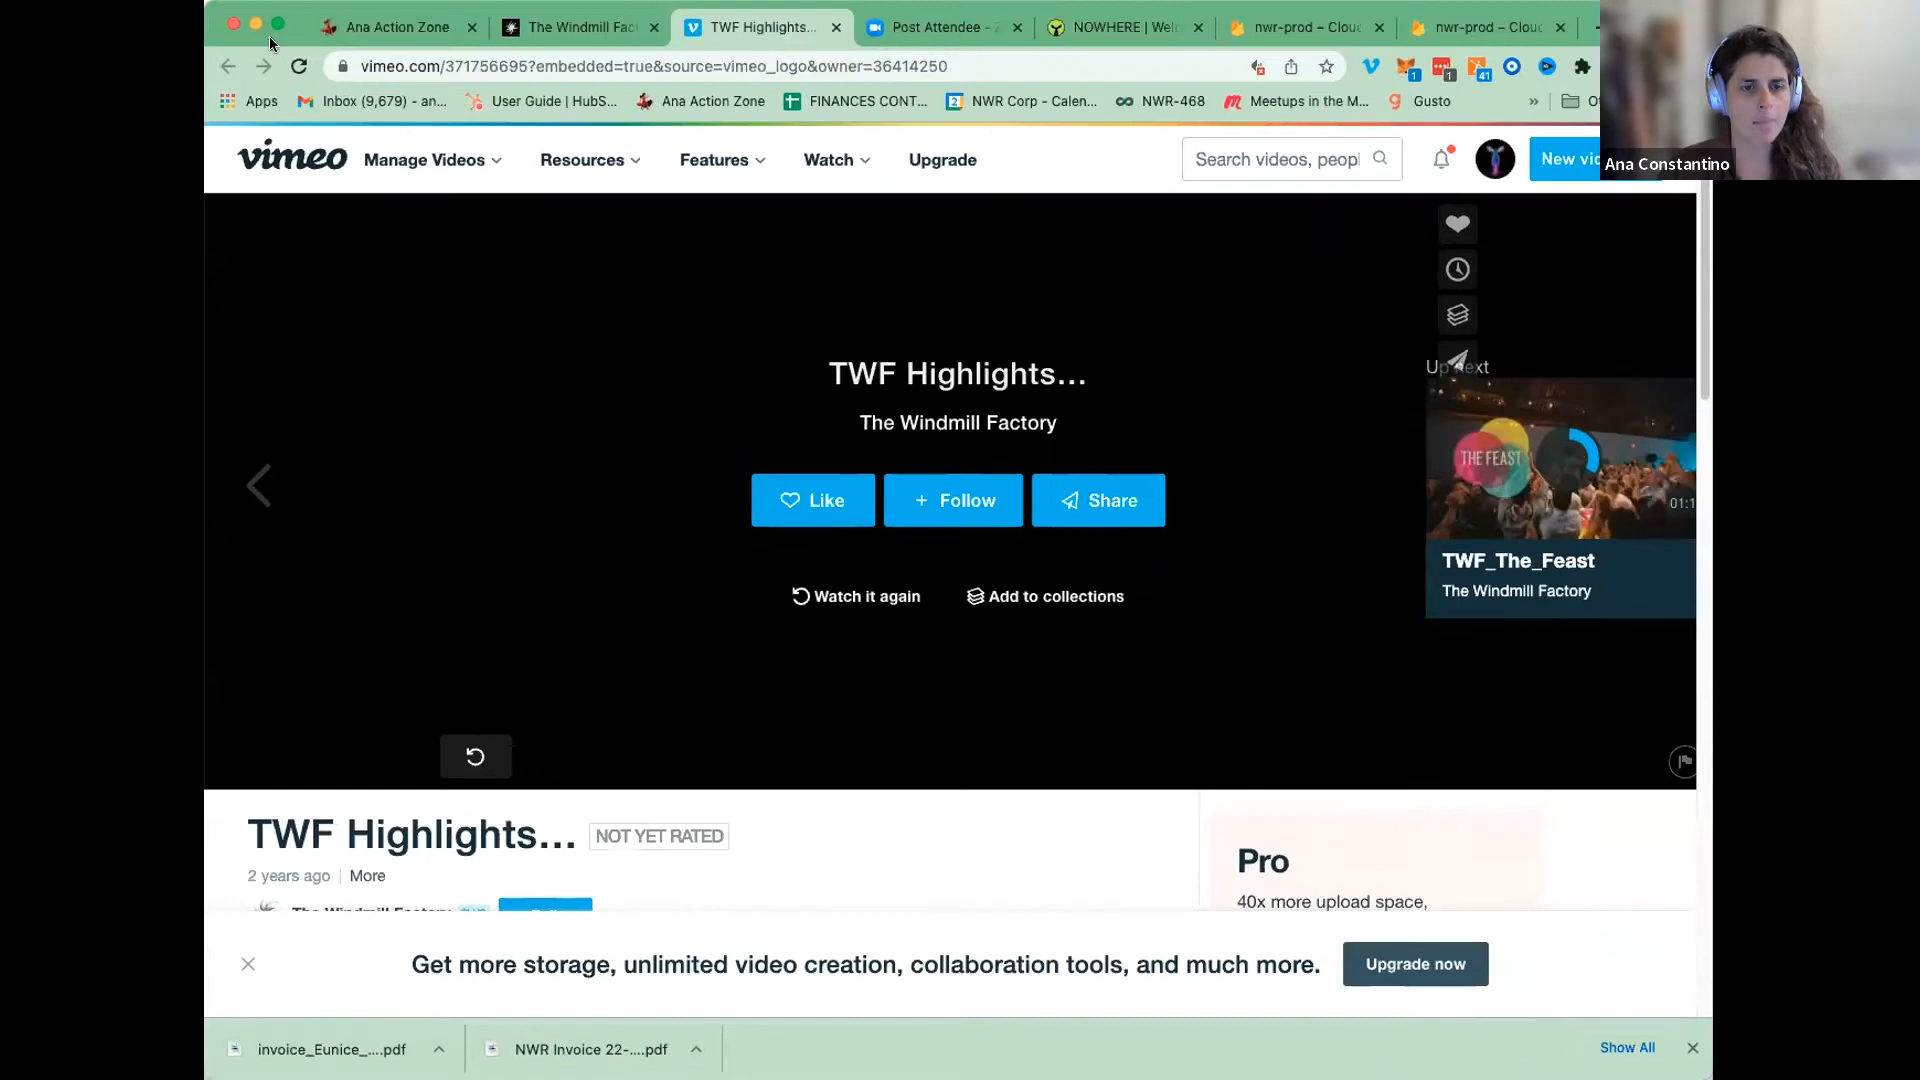 Ana Action Zone
The Windmill Fac
TWF Highlights...
Post Attendee - Z
NOWHERE | Wel
nwr-prod – Clou
nwr-prod – Clou
vimeo.com/371756695?embedded=true&source=vimeo_logo&owner=36414250
1
1
41
Apps
Inbox (9,679) - an...
User Guide | HubS...
Ana Action Zone
FINANCES CONT...
2
NWR Corp - Calen...
NWR-468
Meetups in the M...
Gusto
»
Ana Constantino
vimeo
Manage Videos
Resources
Features
Watch
Upgrade
Search videos, peopl
New vi
TWF Highlights...
The Windmill Factory
Like
+ Follow
Share
Watch it again
Add to collections
THE FEAST
01:1
TWF_The_Feast
The Windmill Factory
TWF Highlights...
NOT YET RATED
2 years ago | More
Pro
40x more upload space,
Get more storage, unlimited video creation, collaboration tools, and much more.
Upgrade now
invoice_Eunice_....pdf
NWR Invoice 22-....pdf
Show All